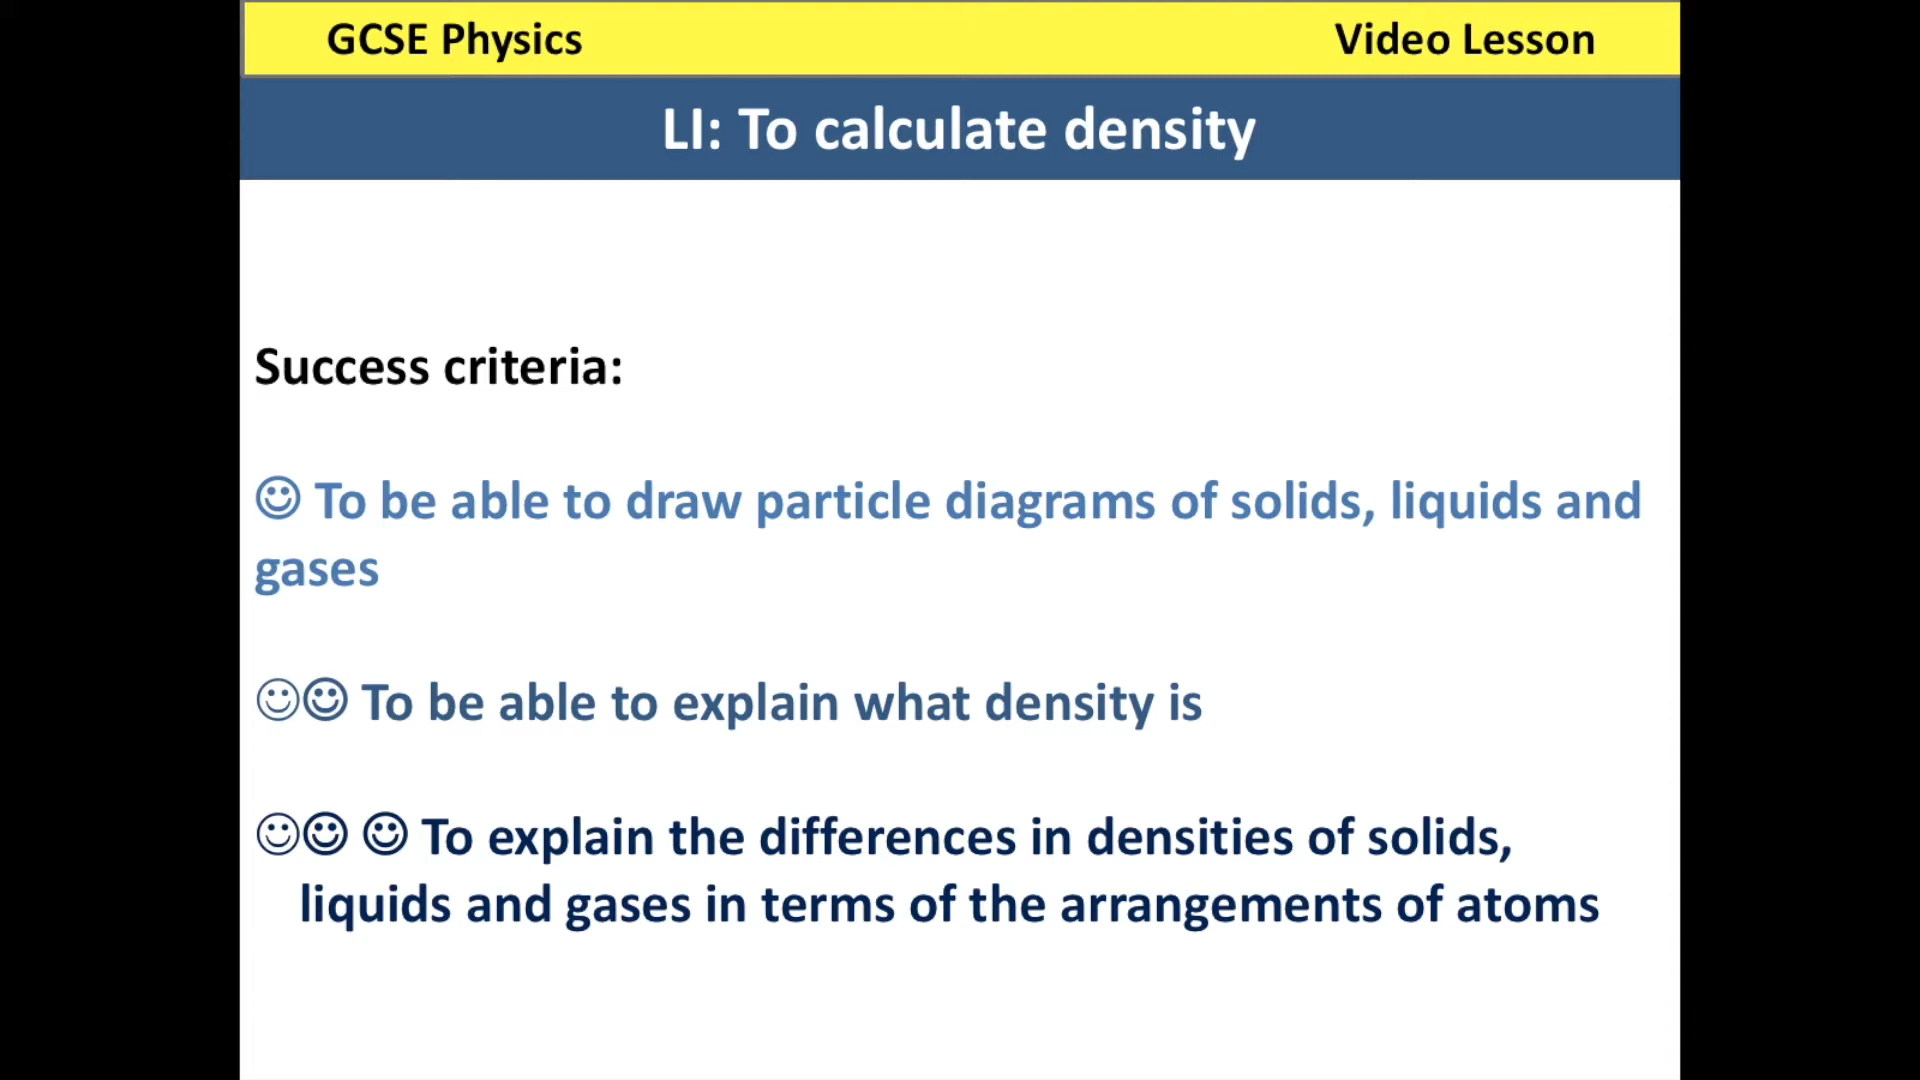 GCSE Physics
Video Lesson
LI: To calculate density
Success criteria:
☺ To be able to draw particle diagrams of solids, liquids and
gases
☺☺ To be able to explain what density is
☺☺ ☺ To explain the differences in densities of solids,
liquids and gases in terms of the arrangements of atoms